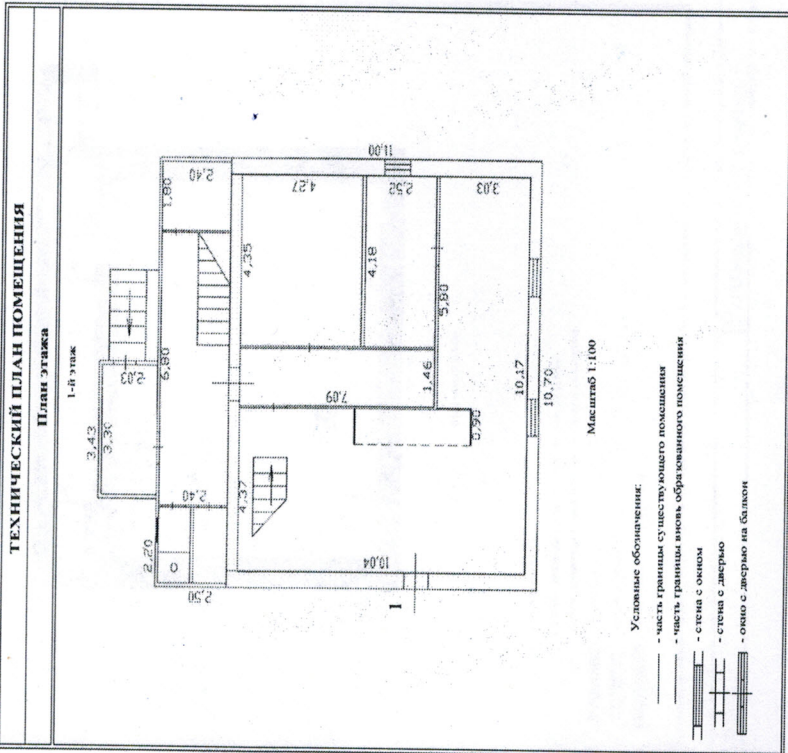 ТЕХНИЧЕСКИЙ ПЛАН ПОМЕЩЕНИЯ
План этажа
1-й этаж
3,43
3,30
2,03
2,20
2,40
6,80
1,80
2,40
2,50
4,37
4,35
4,27
11,00
7,09
4,18
2,52
1,46
5,80
3,03
0,90
10,04
10,17
10,70
1
Масштаб 1:100
Условные обозначения:
- часть границы существующего помещения
- часть границы вновь образованного помещения
- стена с окном
- стена с дверью
- окно с дверью на балкон